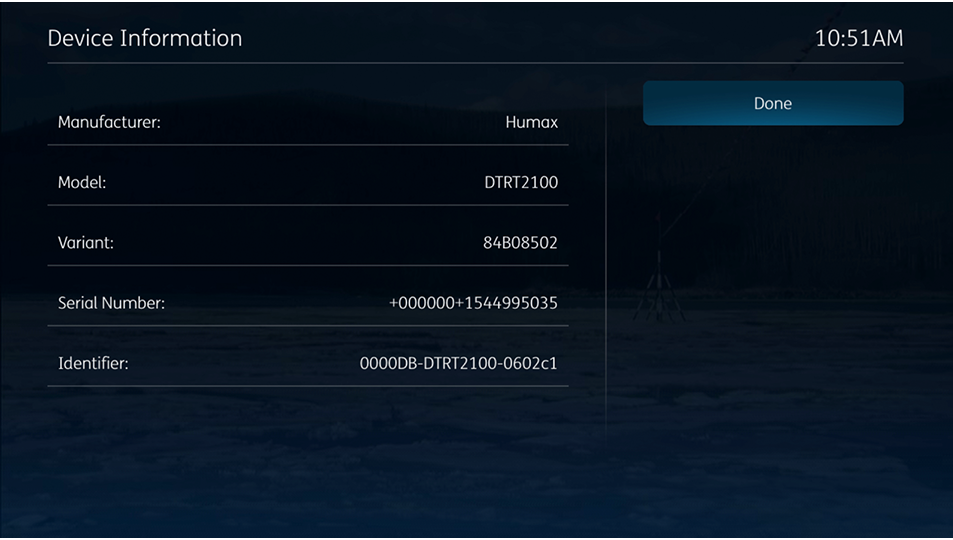 Device Information 10:51AM
Done
Manufacturer: Humax
Model: DTRT2100
Variant: 84B08502
Serial Number: +000000+1544995035
Identifier: 0000DB-DTRT2100-0602c1